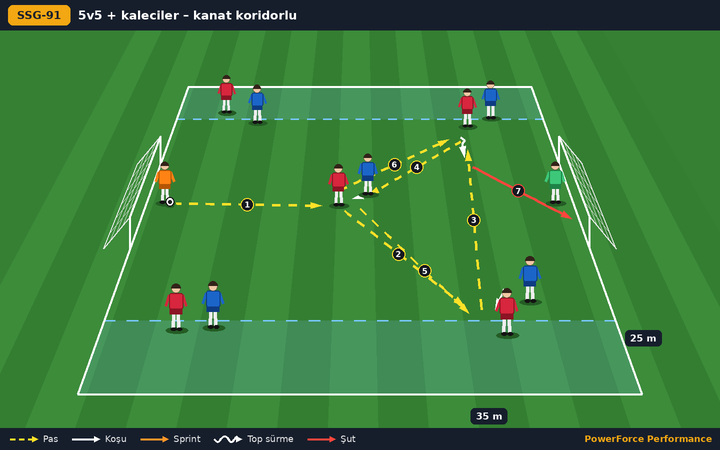 SSG-91 5v5 + kaleciler – kanat koridorlu
6
4
1
7
3
2
5
25 m
35 m
Pas Koşu Sprint Top sürme Şut PowerForce Performance